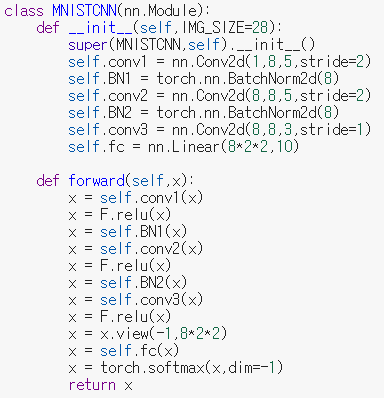 class MNISTCNN(nn.Module):
    def __init__(self,IMG_SIZE=28):
        super(MNISTCNN,self).__init__()
        self.conv1 = nn.Conv2d(1,8,5,stride=2)
        self.BN1 = torch.nn.BatchNorm2d(8)
        self.conv2 = nn.Conv2d(8,8,5,stride=2)
        self.BN2 = torch.nn.BatchNorm2d(8)
        self.conv3 = nn.Conv2d(8,8,3,stride=1)
        self.fc = nn.Linear(8*2*2,10)

    def forward(self,x):
        x = self.conv1(x)
        x = F.relu(x)
        x = self.BN1(x)
        x = self.conv2(x)
        x = F.relu(x)
        x = self.BN2(x)
        x = self.conv3(x)
        x = F.relu(x)
        x = x.view(-1,8*2*2)
        x = self.fc(x)
        x = torch.softmax(x,dim=-1)
        return x